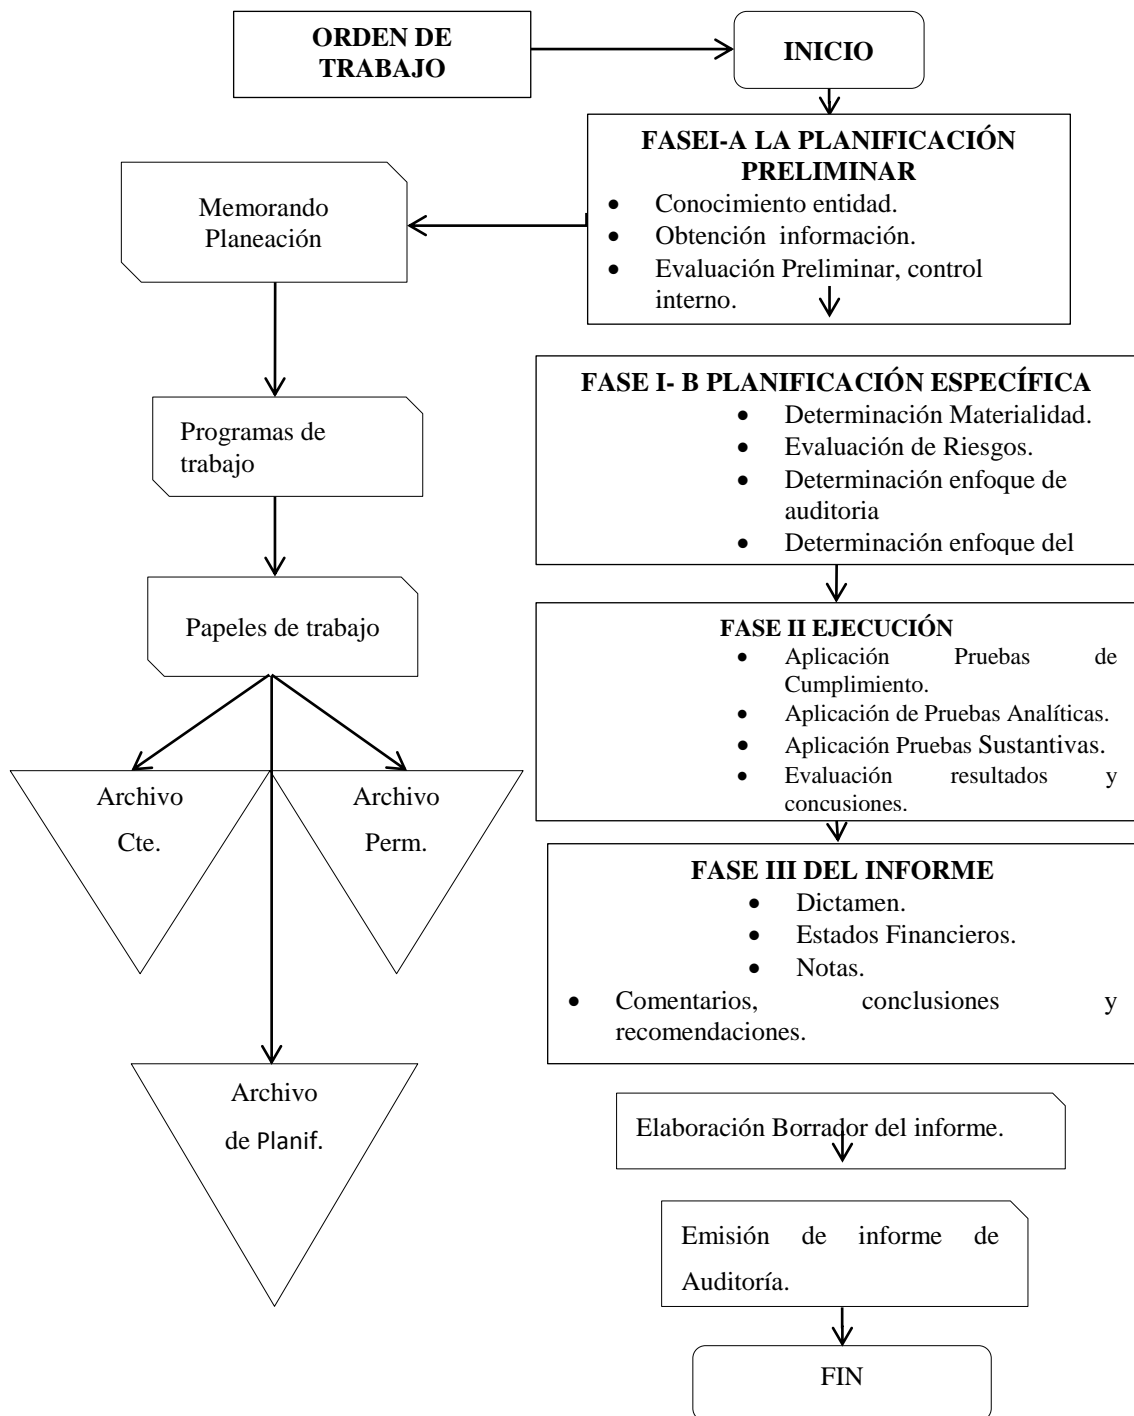 ORDEN DE
TRABAJO
INICIO
FASEI-A LA PLANIFICACIÓN
PRELIMINAR
• Conocimiento entidad.
• Obtención información.
• Evaluación Preliminar, control
interno.
Memorando
Planeación
Programas de
trabajo
Papeles de trabajo
Archivo
Cte.
Archivo
Perm.
Archivo
de Planif.
FASE I- B PLANIFICACIÓN ESPECÍFICA
• Determinación Materialidad.
• Evaluación de Riesgos.
• Determinación enfoque de
auditoria
• Determinación enfoque del
FASE II EJECUCIÓN
• Aplicación Pruebas de
Cumplimiento.
• Aplicación de Pruebas Analíticas.
• Aplicación Pruebas Sustantivas.
• Evaluación resultados y
concusiones.
FASE III DEL INFORME
• Dictamen.
• Estados Financieros.
• Notas.
• Comentarios, conclusiones y
recomendaciones.
Elaboración Borrador del informe.
Emisión de informe de
Auditoría.
FIN